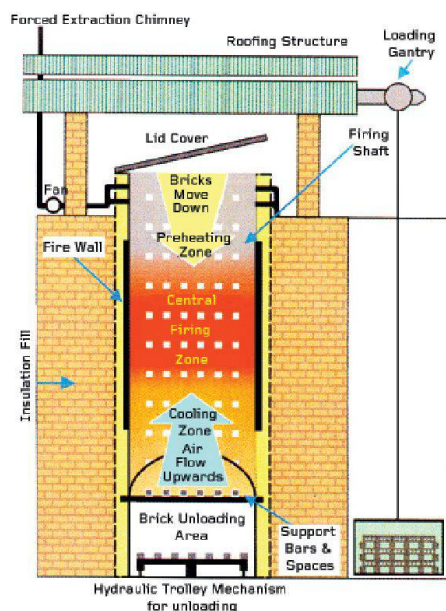 Forced Extraction Chimney
Roofing Structure
Loading
Gantry
Lid Cover
Firing
Shaft
Fan
Bricks
Move
Down
Preheating
Zone
Fire Wall
Central
Firing
Zone
Insulation Fill
Cooling
Zone
Air
Flow
Upwards
Brick Unloading
Area
Support
Bars &
Spaces
Hydraulic Trolley Mechanism
for unloading